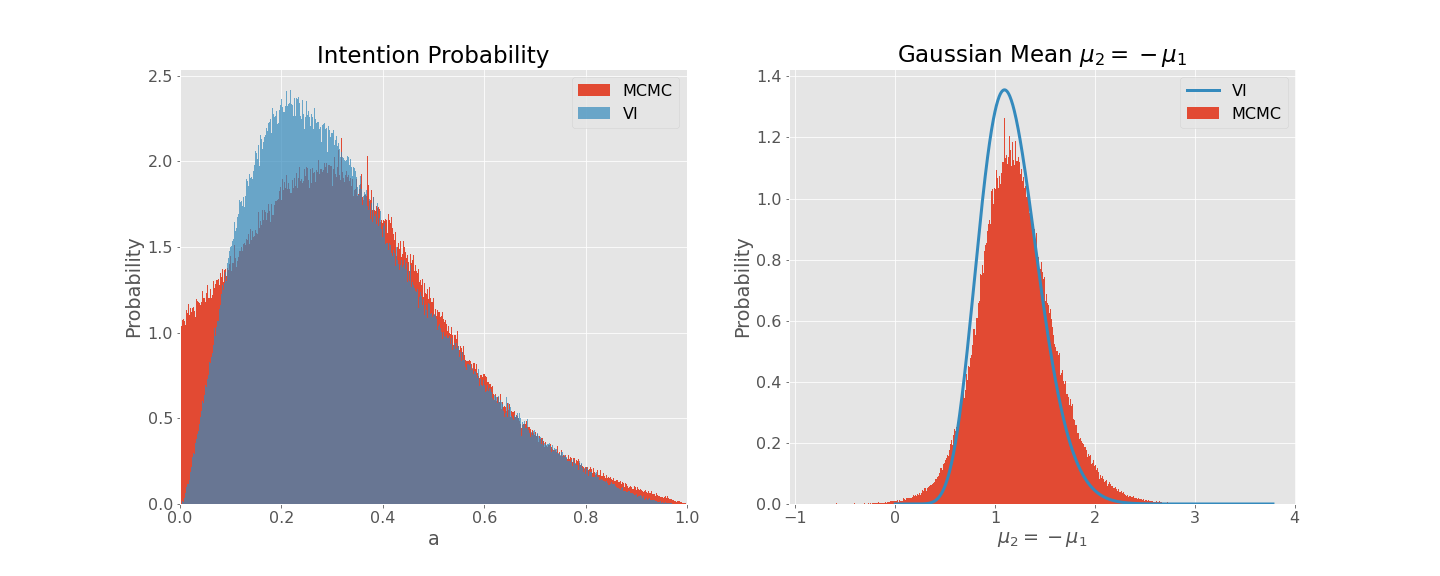 Intention Probability
MCMC
VI
Probability
2.5
2.0
1.5
1.0
0.5
0.0
0.0 0.2 0.4 0.6 0.8 1.0
a
Gaussian Mean μ₂ = −μ₁
VI
MCMC
Probability
1.4
1.2
1.0
0.8
0.6
0.4
0.2
0.0
−1 0 1 2 3 4
μ₂ = −μ₁